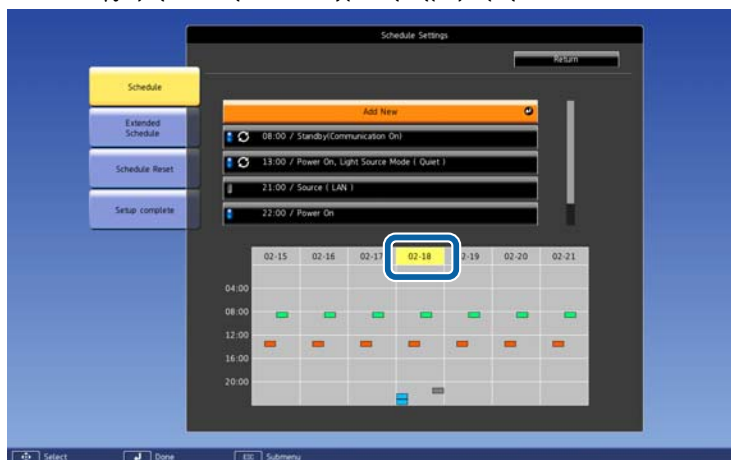 Schedule Settings
Return
Schedule
Extended
Schedule
Schedule Reset
Setup complete
Add New
08:00 / Standby(Communication On)
13:00 / Power On, Light Source Mode ( Quiet )
21:00 / Source ( LAN )
22:00 / Power On
02-15 02-16 02-17 02-18 2-19 02-20 02-21
04:00
08:00
12:00
16:00
20:00
Select Done Esc Submenu